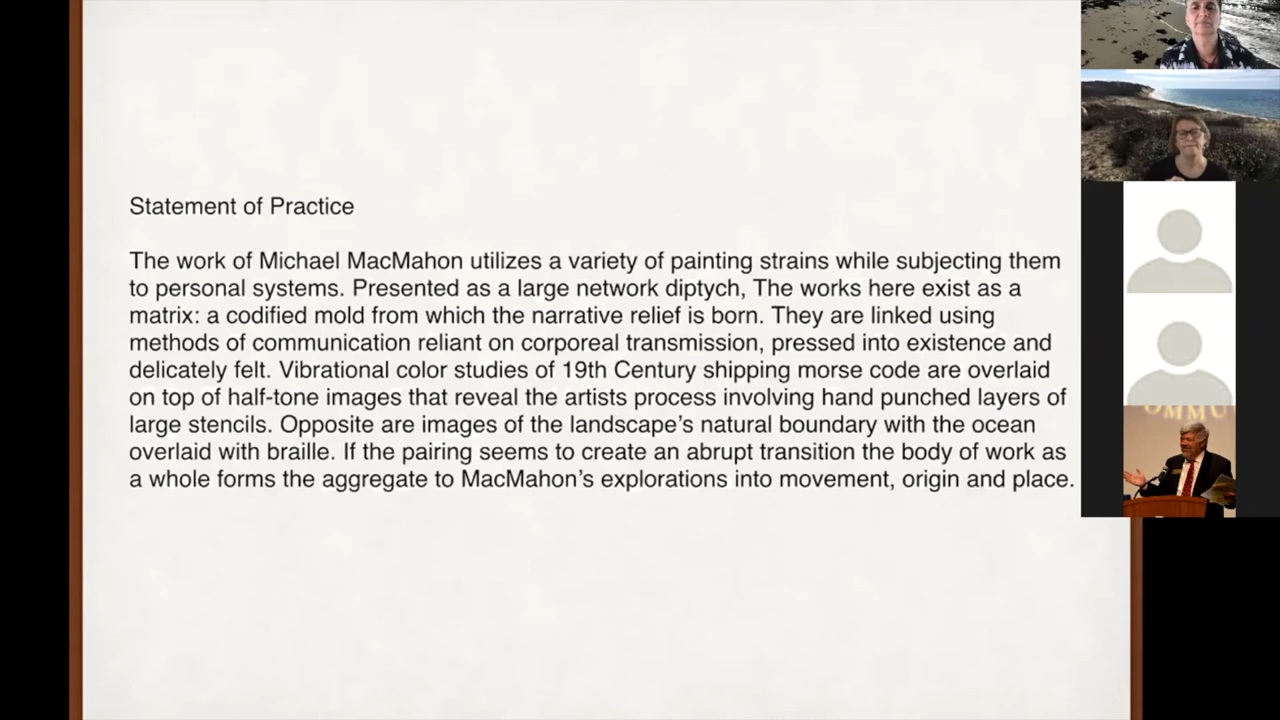 Statement of Practice
The work of Michael MacMahon utilizes a variety of painting strains while subjecting them
to personal systems. Presented as a large network diptych, The works here exist as a
matrix: a codified mold from which the narrative relief is born. They are linked using
methods of communication reliant on corporeal transmission, pressed into existence and
delicately felt. Vibrational color studies of 19th Century shipping morse code are overlaid
on top of half-tone images that reveal the artists process involving hand punched layers of
large stencils. Opposite are images of the landscape's natural boundary with the ocean
overlaid with braille. If the pairing seems to create an abrupt transition the body of work as
a whole forms the aggregate to MacMahon's explorations into movement, origin and place.
OMMU